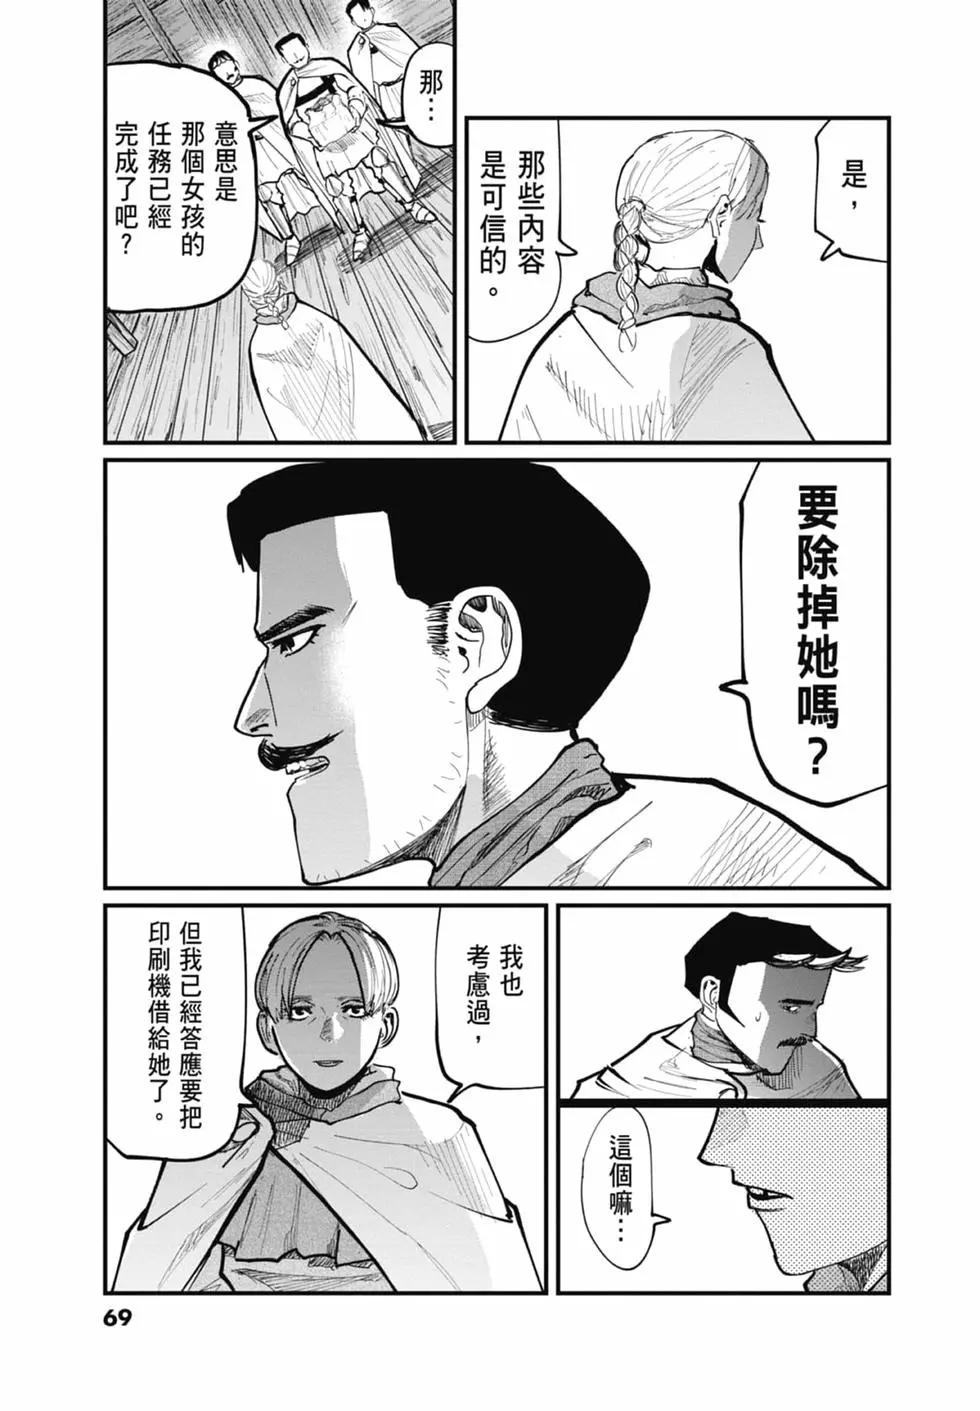 是，
那些內容
是可信的。
那…
意思是
那個女孩的
任務已經
完成了吧？
要除掉她嗎？
這個嘛…
我也
考慮過，
但我已經答應要把
印刷機借給她了。
69